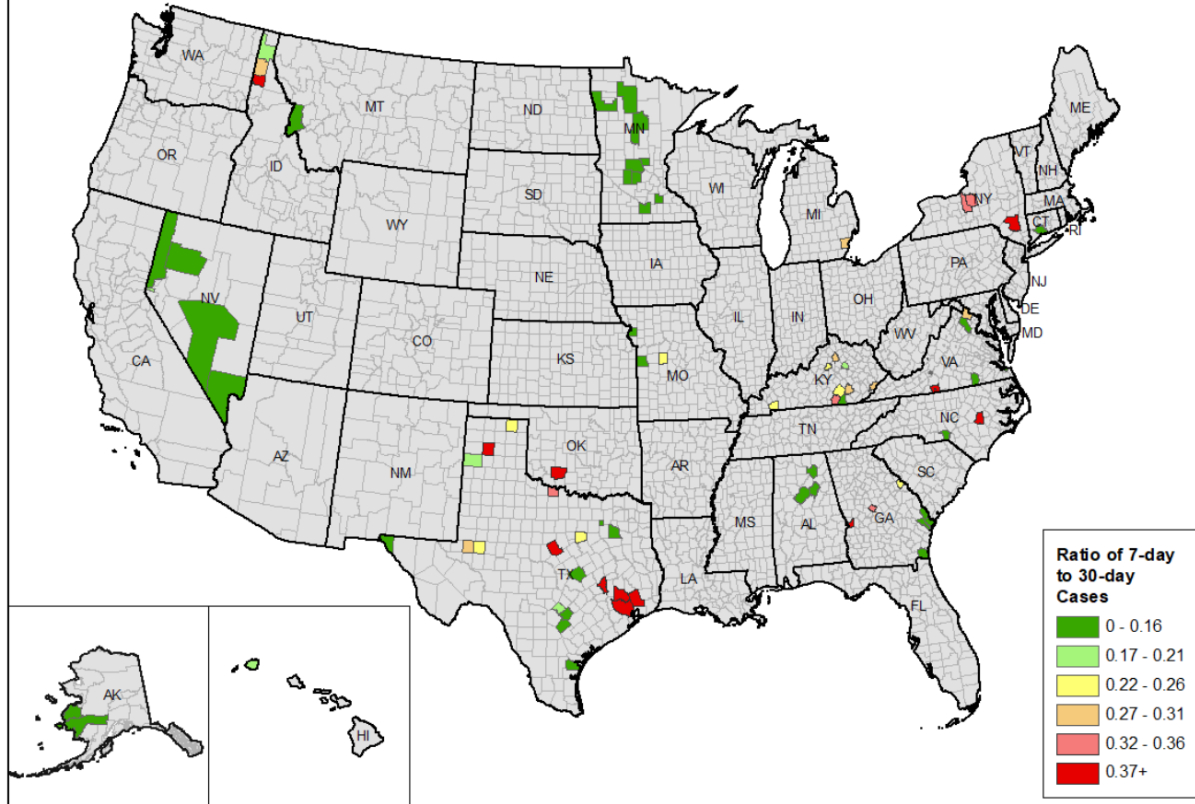 WA
MT
ND
MN
ME
OR
ID
SD
WI
MI
VT
NH
NY
MA
CT
RI
WY
IA
PA
NE
NJ
NV
UT
CO
IL
IN
OH
DE
MD
WV
CA
KS
MO
KY
VA
AZ
NM
OK
TN
NC
AR
SC
MS
AL
GA
TX
LA
FL
AK
HI
Ratio of 7-day
to 30-day
Cases
0 - 0.16
0.17 - 0.21
0.22 - 0.26
0.27 - 0.31
0.32 - 0.36
0.37+